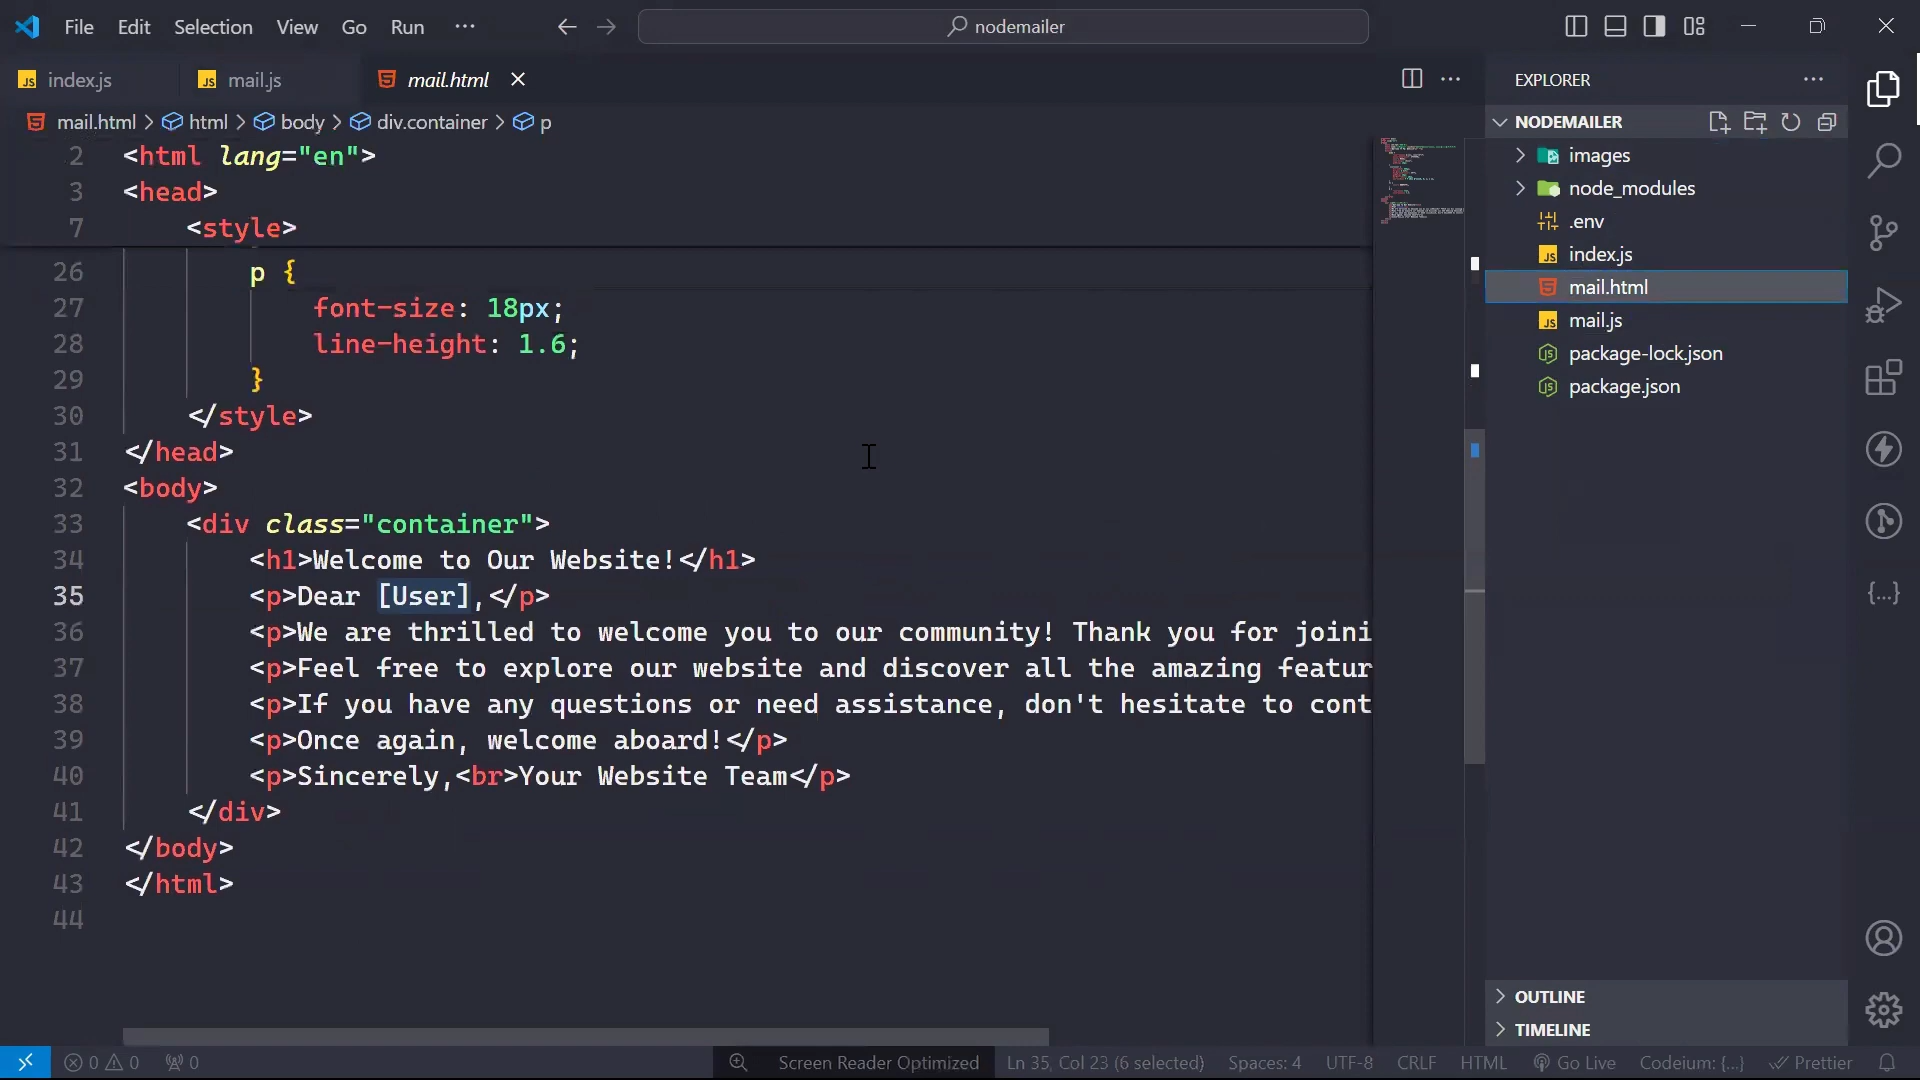 File Edit Selection View Go Run ··· nodemailer
index.js mail.js mail.html EXPLORER
mail.html > html > body > div.container > p NODEMAILER
2 <html lang="en">
3 <head>
7 <style>
26 p {
27 font-size: 18px;
28 line-height: 1.6;
29 }
30 </style>
31 </head>
32 <body>
33 <div class="container">
34 <h1>Welcome to Our Website!</h1>
35 <p>Dear [User],</p>
36 <p>We are thrilled to welcome you to our community! Thank you for joini
37 <p>Feel free to explore our website and discover all the amazing featur
38 <p>If you have any questions or need assistance, don't hesitate to cont
39 <p>Once again, welcome aboard!</p>
40 <p>Sincerely,<br>Your Website Team</p>
41 </div>
42 </body>
43 </html>
44
images
node_modules
.env
index.js
mail.html
mail.js
package-lock.json
package.json
OUTLINE
TIMELINE
0 0 0 Screen Reader Optimized Ln 35, Col 23 (6 selected) Spaces: 4 UTF-8 CRLF HTML Go Live Codeium: {...} Prettier